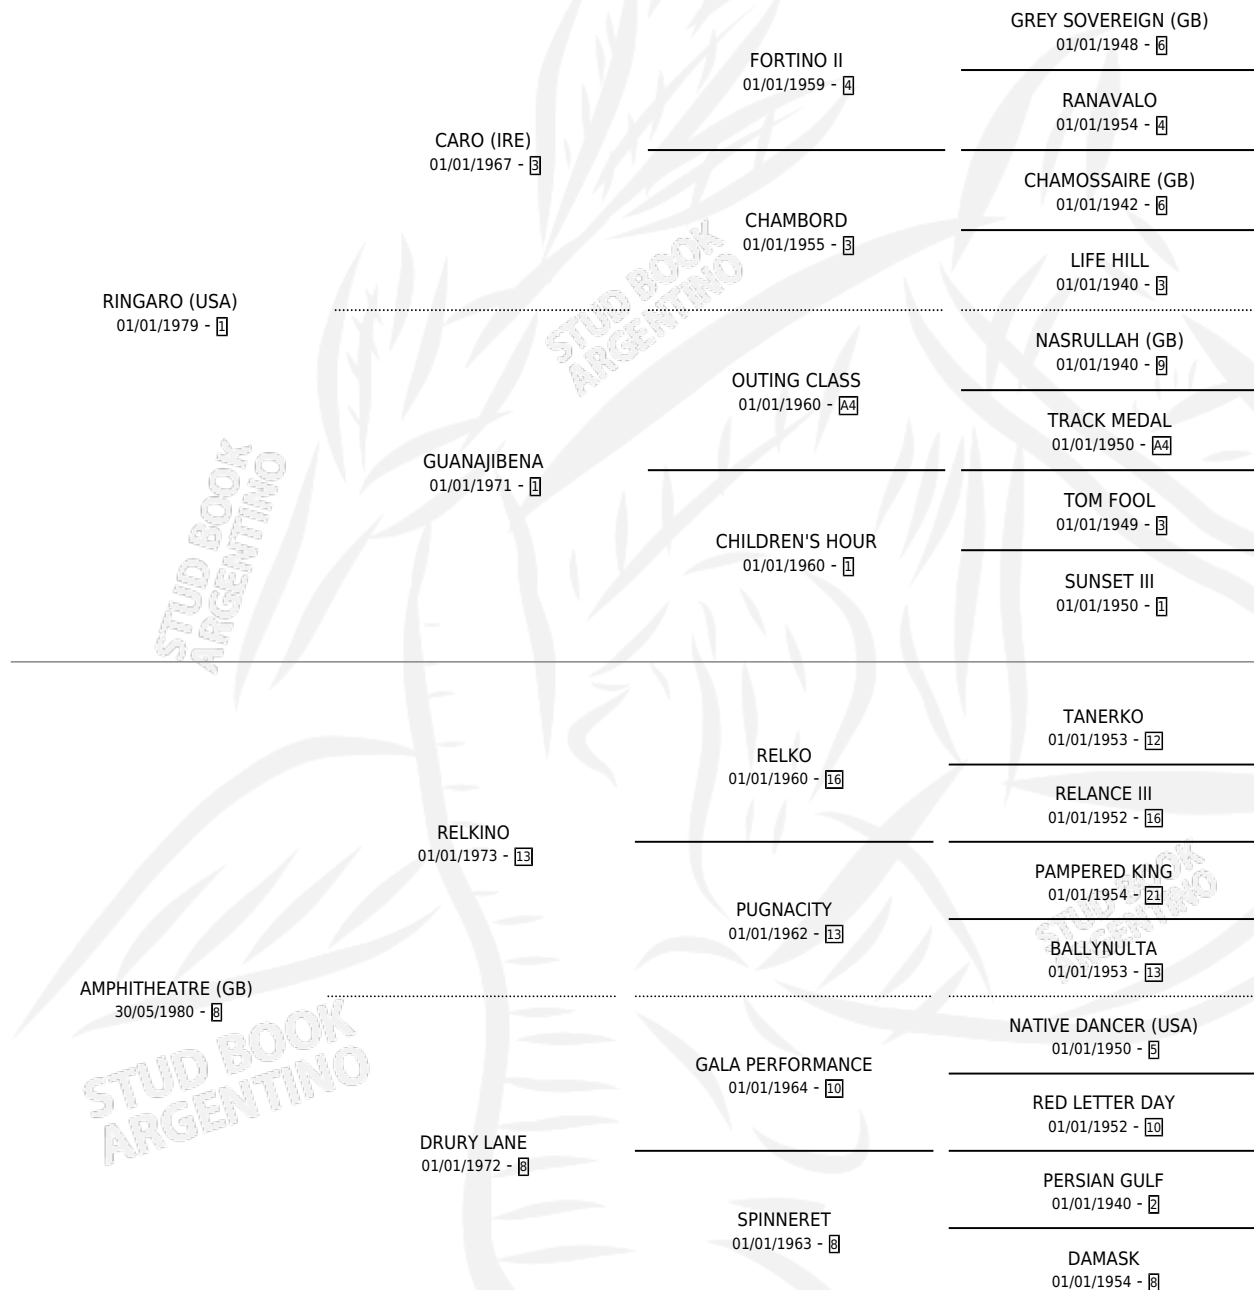 GREY SOVEREIGN (GB)
01/01/1948 - 6
FORTINO II
01/01/1959 - 4
RANAVALO
01/01/1954 - 4
CARO (IRE)
01/01/1967 - 3
CHAMOSSAIRE (GB)
01/01/1942 - 6
CHAMBORD
01/01/1955 - 3
LIFE HILL
01/01/1940 - 3
RINGARO (USA)
01/01/1979 - 1
STUD BOOK
ARGENTINO
NASRULLAH (GB)
01/01/1940 - 9
OUTING CLASS
01/01/1960 - A4
TRACK MEDAL
01/01/1950 - A4
GUANAJIBENA
01/01/1971 - 1
TOM FOOL
01/01/1949 - 3
CHILDREN'S HOUR
01/01/1960 - 1
SUNSET III
01/01/1950 - 1
STUD BOOK
ARGENTINO
TANERKO
01/01/1953 - 12
RELKO
01/01/1960 - 16
RELANCE III
01/01/1952 - 16
RELKINO
01/01/1973 - 13
PAMPERED KING
01/01/1954 - 21
PUGNACITY
01/01/1962 - 13
BALLYNULTA
01/01/1953 - 13
STUD BOOK
ARGENTINO
AMPHITHEATRE (GB)
30/05/1980 - 8
NATIVE DANCER (USA)
01/01/1950 - 5
GALA PERFORMANCE
01/01/1964 - 10
RED LETTER DAY
01/01/1952 - 10
STUD BOOK
ARGENTINO
DRURY LANE
01/01/1972 - 8
PERSIAN GULF
01/01/1940 - 2
SPINNERET
01/01/1963 - 8
DAMASK
01/01/1954 - 8